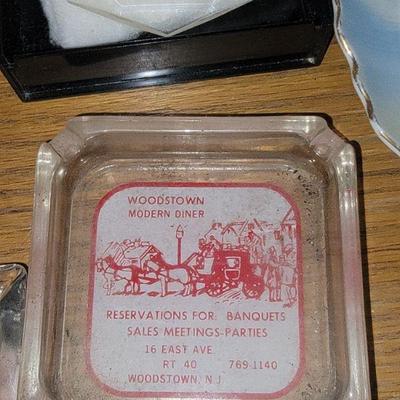 WOODSTOWN
MODERN DINER
RESERVATIONS FOR: BANQUETS
SALES MEETINGS-PARTIES
16 EAST AVE.
RT 40 769-1140
WOODSTOWN, N.J.